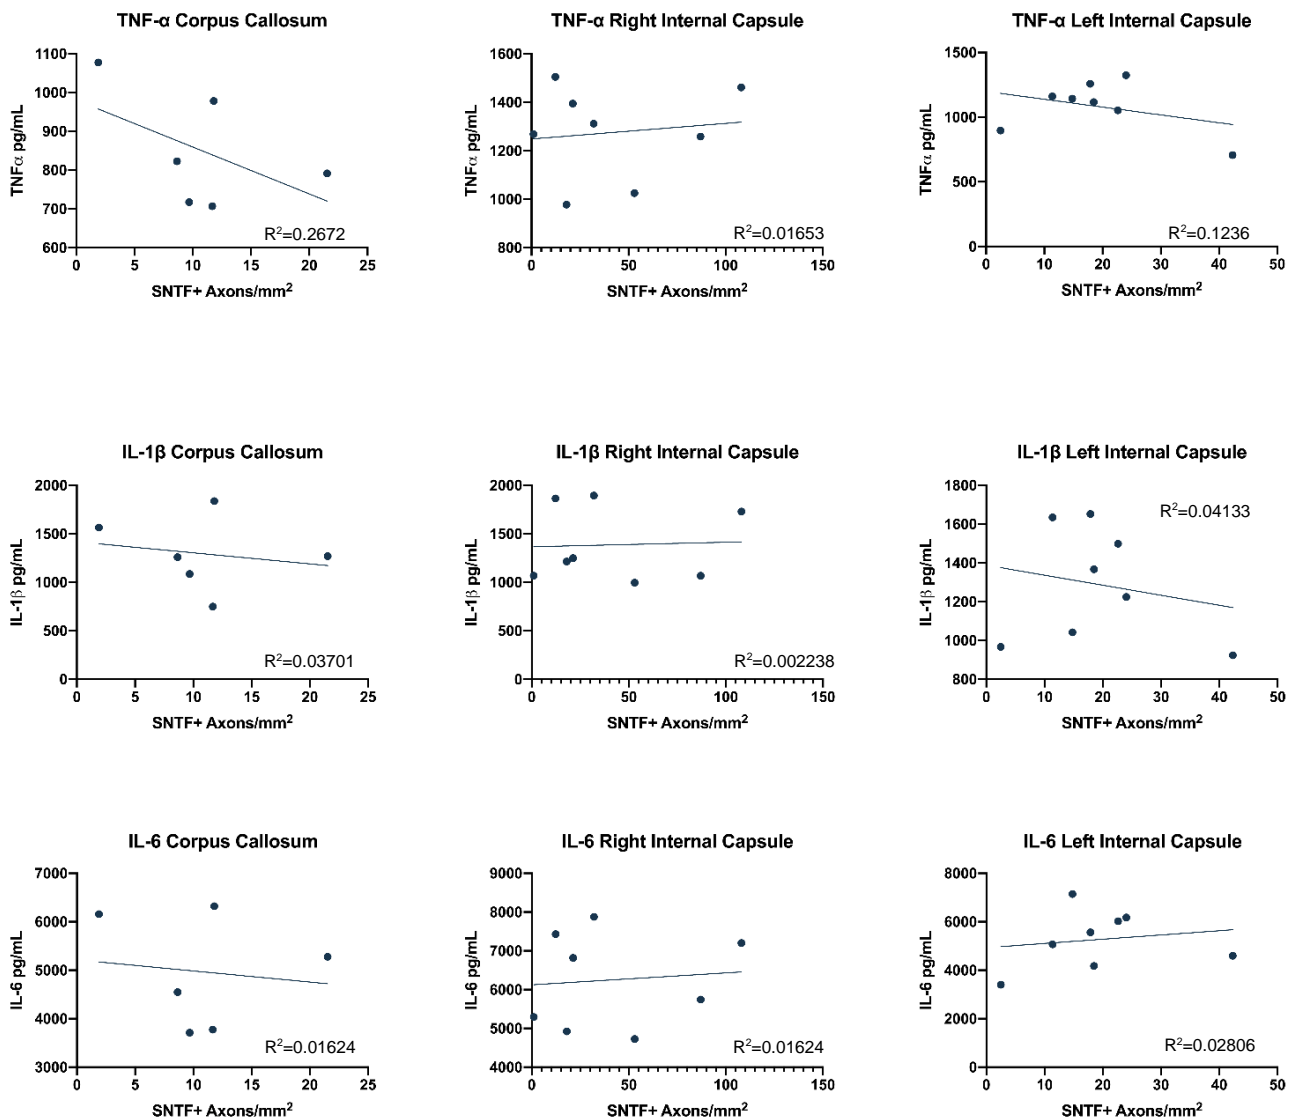 TNF-α Corpus Callosum
1100
1000
900
800
700
600
0 5 10 15 20 25
TNFα pg/mL
SNTF+ Axons/mm²
R²=0.2672
TNF-α Right Internal Capsule
1600
1400
1200
1000
800
0 50 100 150
TNFα pg/mL
SNTF+ Axons/mm²
R²=0.01653
TNF-α Left Internal Capsule
1500
1000
500
0
0 10 20 30 40 50
TNFα pg/mL
SNTF+ Axons/mm²
R²=0.1236
IL-1β Corpus Callosum
2000
1500
1000
500
0
0 5 10 15 20 25
IL-1β pg/mL
SNTF+ Axons/mm²
R²=0.03701
IL-1β Right Internal Capsule
2000
1500
1000
500
0
0 50 100 150
IL-1β pg/mL
SNTF+ Axons/mm²
R²=0.002238
IL-1β Left Internal Capsule
1800
1600
1400
1200
1000
800
0 10 20 30 40 50
IL-1β pg/mL
SNTF+ Axons/mm²
R²=0.04133
IL-6 Corpus Callosum
7000
6000
5000
4000
3000
0 5 10 15 20 25
IL-6 pg/mL
SNTF+ Axons/mm²
R²=0.01624
IL-6 Right Internal Capsule
9000
8000
7000
6000
5000
4000
0 50 100 150
IL-6 pg/mL
SNTF+ Axons/mm²
R²=0.01624
IL-6 Left Internal Capsule
8000
6000
4000
2000
0
0 10 20 30 40 50
IL-6 pg/mL
SNTF+ Axons/mm²
R²=0.02806